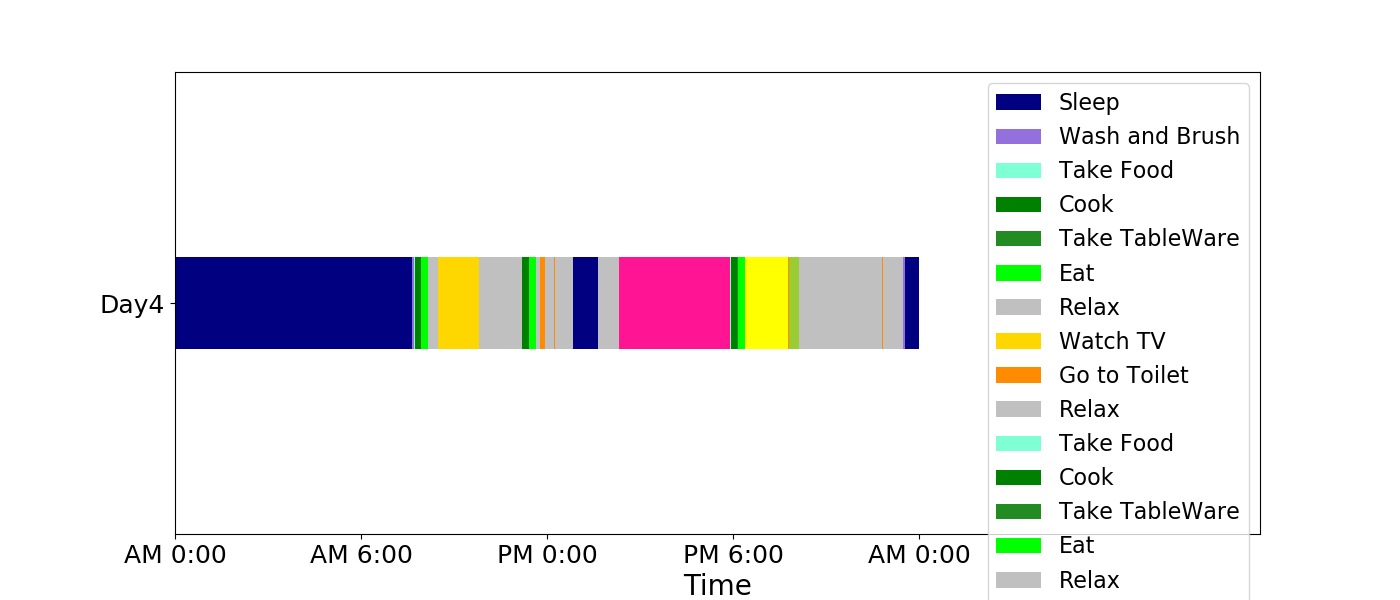 Sleep
Wash and Brush
Take Food
Cook
Take TableWare
Eat
Relax
Watch TV
Go to Toilet
Relax
Take Food
Cook
Take TableWare
Eat
Relax
Day4
AM 0:00 AM 6:00 PM 0:00 PM 6:00 AM 0:00
Time